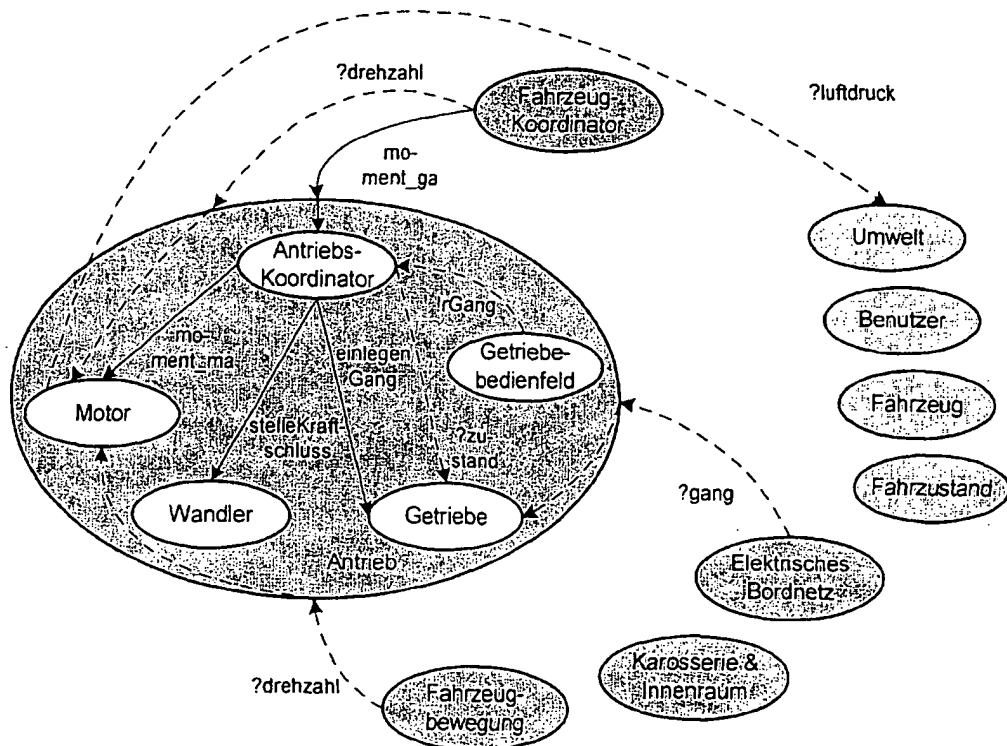 ?drehzahl
Fahrzeug-
Koordinator
?luftdruck
mo-
ment_ga
Umwelt
Antriebs-
Koordinator
!rGang
Benutzer
mo-
ment_ma
einlegen
Gang
Getriebe-
bedienfeld
Motor
Fahrzeug
stelleKraft-
schluss
?zu
stand
Fahrzustand
?gang
Wandler
Getriebe
Antrieb
Elektrisches
Bordnetz
Karosserie &
Innenraum
?drehzahl
Fahrzeug-
bewegung